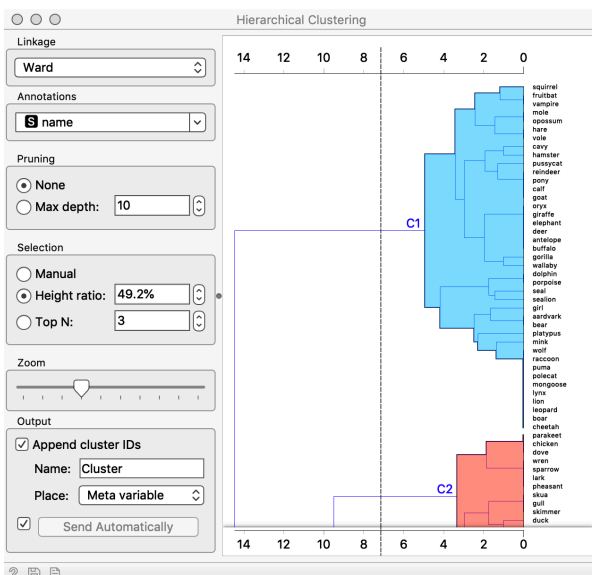 Hierarchical Clustering
Linkage
Ward
Annotations
S name
Pruning
None
Max depth: 10
Selection
Manual
Height ratio: 49.2%
Top N: 3
Zoom
Output
Append cluster IDs
Name: Cluster
Place: Meta variable
Send Automatically
14 12 10 8 6 4 2 0
C1
C2
squirrel
fruitbat
vampire
mole
opossum
hare
vole
cavy
hamster
pussycat
reindeer
pony
calf
goat
oryx
giraffe
elephant
deer
antelope
buffalo
gorilla
wallaby
dolphin
porpoise
seal
sealion
girl
aardvark
bear
platypus
mink
wolf
raccoon
puma
polecat
mongoose
lynx
lion
leopard
boar
cheetah
parakeet
chicken
dove
wren
sparrow
lark
pheasant
skua
gull
skimmer
duck
14 12 10 8 6 4 2 0
?